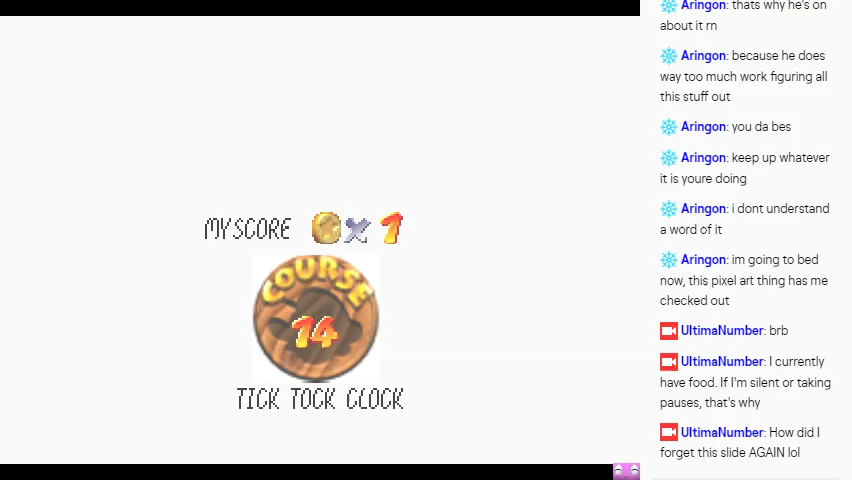 MY SCORE × 1
COURSE
14
TICK TOCK CLOCK
Aringon: thats why he's on
about it rn
Aringon: because he does
way too much work figuring all
this stuff out
Aringon: you da bes
Aringon: keep up whatever
it is youre doing
Aringon: i dont understand
a word of it
Aringon: im going to bed
now, this pixel art thing has me
checked out
UltimaNumber: brb
UltimaNumber: I currently
have food. If I'm silent or taking
pauses, that's why
UltimaNumber: How did I
forget this slide AGAIN lol